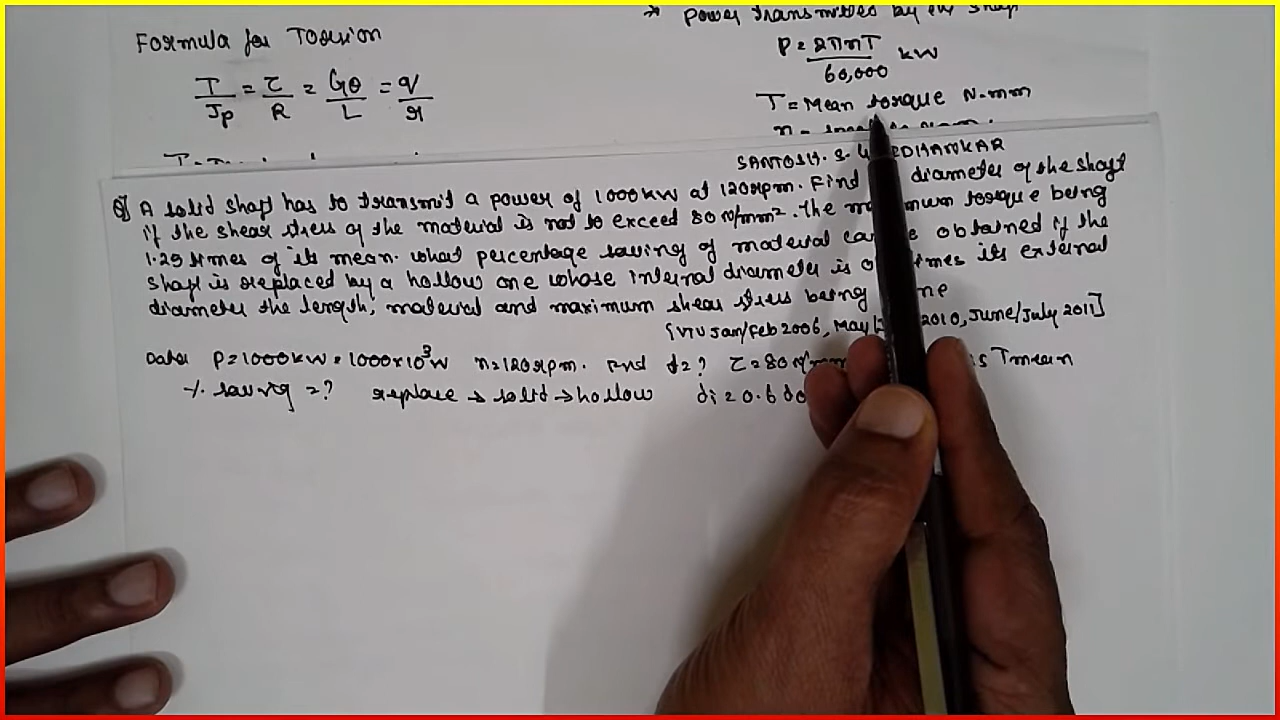 Formula for Torsion
T/Jp = τ/R = Gθ/L = q/r
Power transmitted by the shaft
P = 2πnT/60,000 kW
T = Mean torque N-mm
SANTOSH. S.
Q) A solid shaft has to transmit a power of 1000kW at 120rpm. Find diameter of the shaft
if the shear stress of the material is not to exceed 80 N/mm². The torque being
1.25 times of its mean. what percentage saving of material obtained if the
shaft is replaced by a hollow one whose internal diameter is times its external
diameter the length, material and maximum shear stress being
[VTU Jan/Feb 2006, May/ 2010, June/July 2011]
Data P=1000kW = 1000x10³W n=120rpm. Find d=? τ=80 N/mm Tmean
% saving =? replace → solid → hollow di = 0.6 do